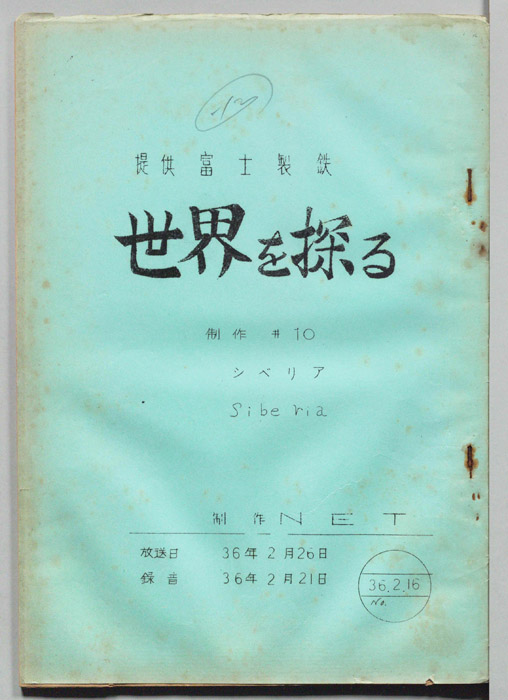 提供富士製鉄
世界を探る
制作 #10
シベリア
Siberia
制作 NET
放送日 36年2月26日
録音 36年2月21日
36.2.16
No.